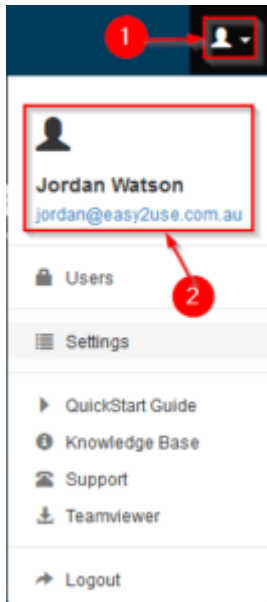 1
Jordan Watson
jordan@easy2use.com.au
2
Users
Settings
QuickStart Guide
Knowledge Base
Support
Teamviewer
Logout